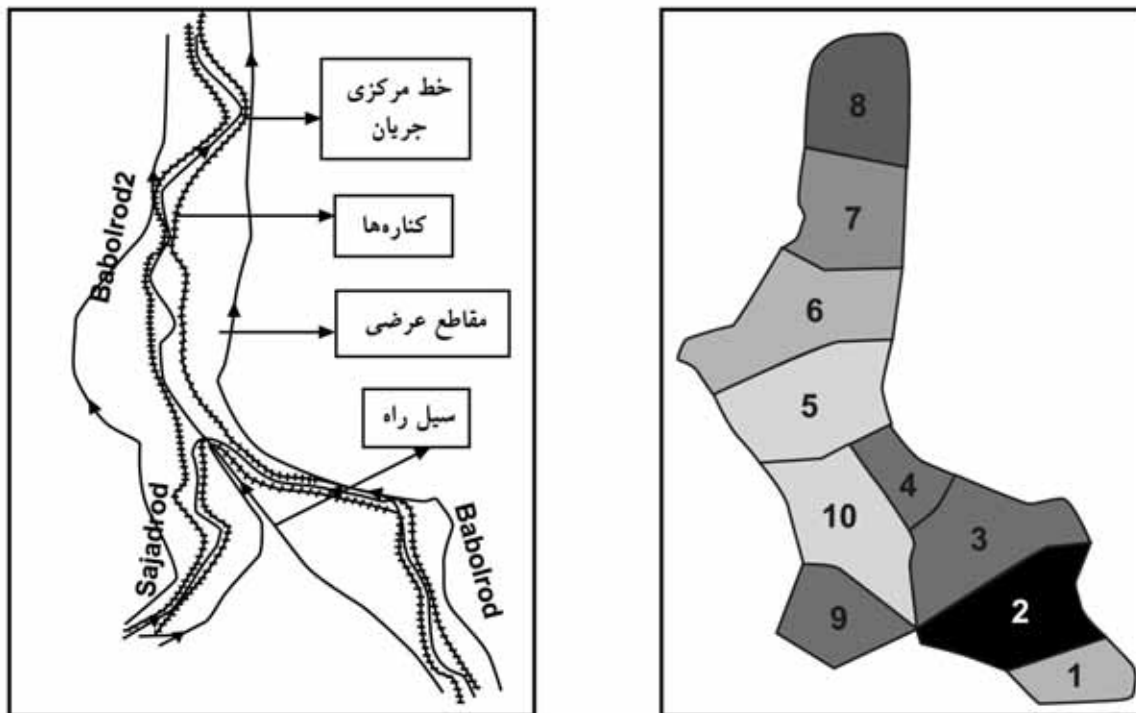 خط مرکزی
جریان
کناره‌ها
مقاطع عرضی
سیل راه
Babolrod2
Sajadrod
Babolrod
8
7
6
5
4
10
3
2
9
1